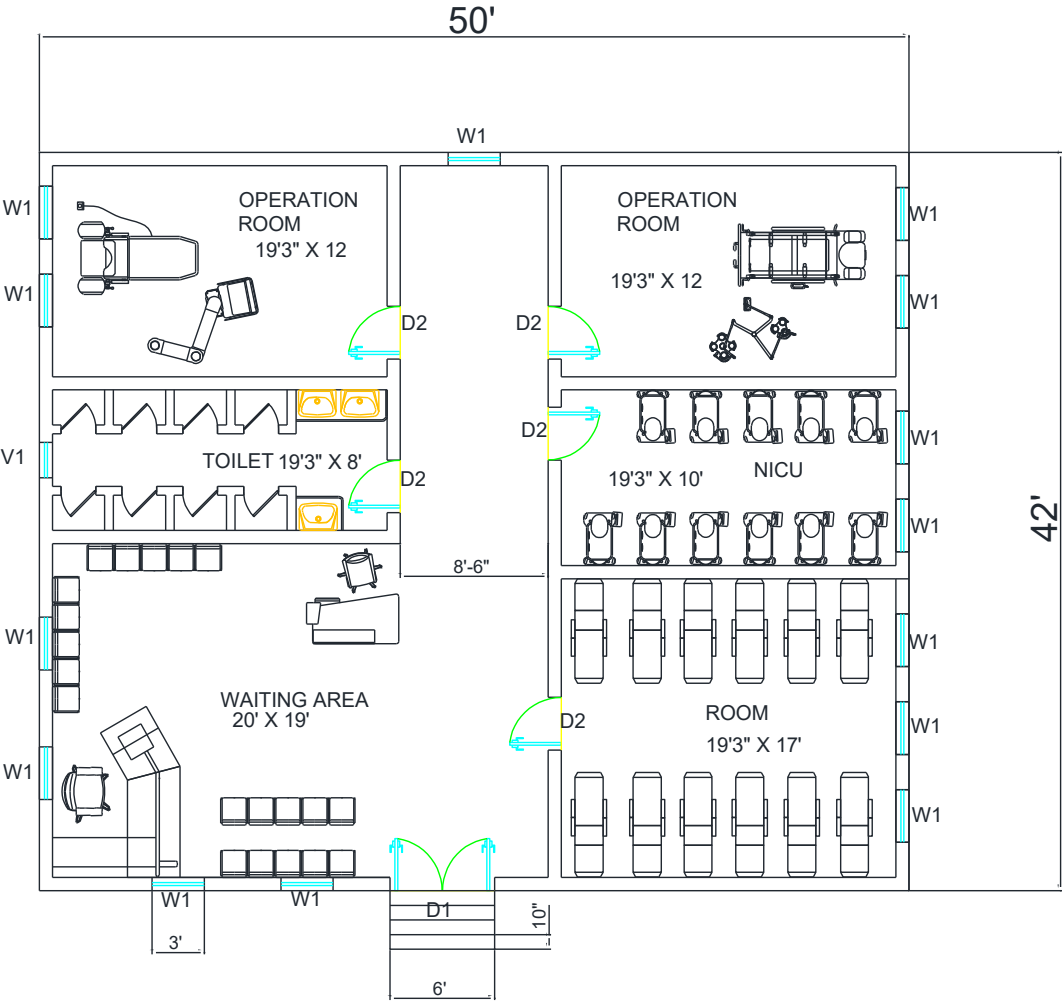 50'
W1
OPERATION
ROOM
19'3" X 12
OPERATION
ROOM
19'3" X 12
W1
W1
W1
W1
D2
D2
42'
W1
V1
TOILET 19'3" X 8'
D2
D2
19'3" X 10'
NICU
W1
8'-6"
W1
W1
WAITING AREA
20' X 19'
D2
ROOM
19'3" X 17'
W1
W1
W1
W1
W1
D1
10"
3'
6'